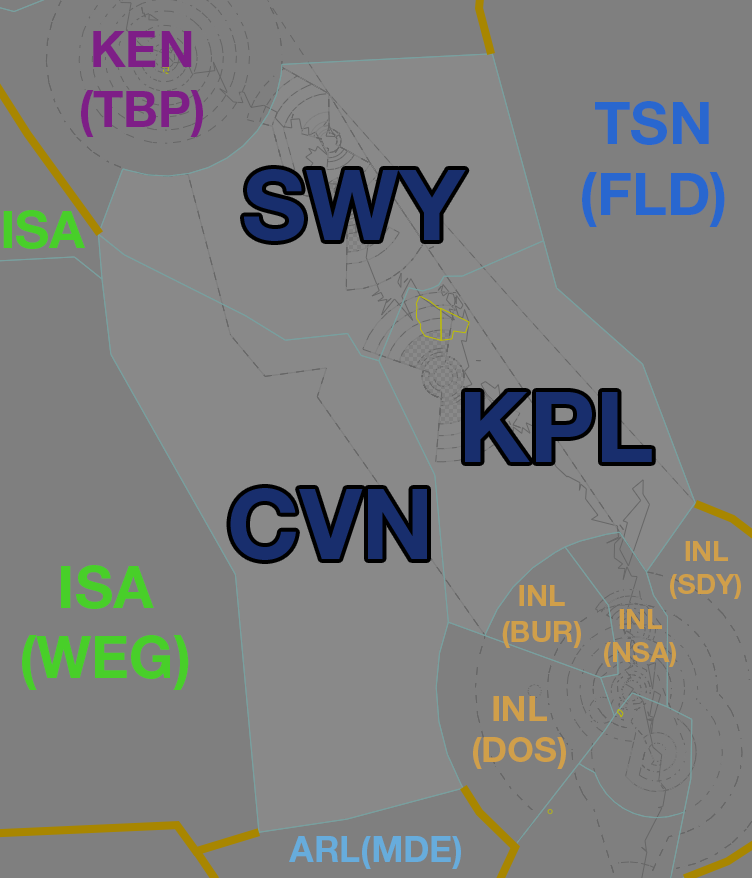 KEN
(TBP)
TSN
(FLD)
SWY
ISA
KPL
CVN
INL
(SDY)
ISA
(WEG)
INL
(BUR)
INL
(NSA)
INL
(DOS)
ARL(MDE)